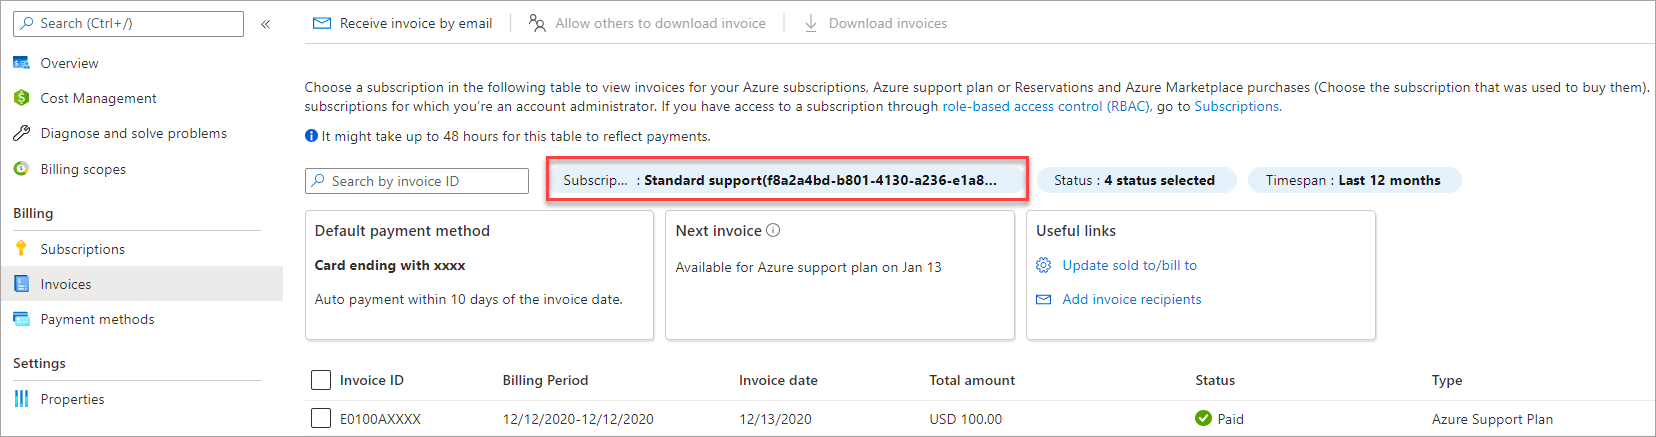 Search (Ctrl+/)
«
Overview
Cost Management
Diagnose and solve problems
Billing scopes
Billing
Subscriptions
Invoices
Payment methods
Settings
Properties
Receive invoice by email
Allow others to download invoice
Download invoices
Choose a subscription in the following table to view invoices for your Azure subscriptions, Azure support plan or Reservations and Azure Marketplace purchases (Choose the subscription that was used to buy them).
subscriptions for which you're an account administrator. If you have access to a subscription through role-based access control (RBAC), go to Subscriptions.
It might take up to 48 hours for this table to reflect payments.
Search by invoice ID
Subscrip... : Standard support(f8a2a4bd-b801-4130-a236-e1a8...
Status : 4 status selected
Timespan : Last 12 months
Default payment method
Card ending with xxxx
Auto payment within 10 days of the invoice date.
Next invoice
Available for Azure support plan on Jan 13
Useful links
Update sold to/bill to
Add invoice recipients
Invoice ID Billing Period Invoice date Total amount Status Type
E0100AXXXX 12/12/2020-12/12/2020 12/13/2020 USD 100.00 Paid Azure Support Plan